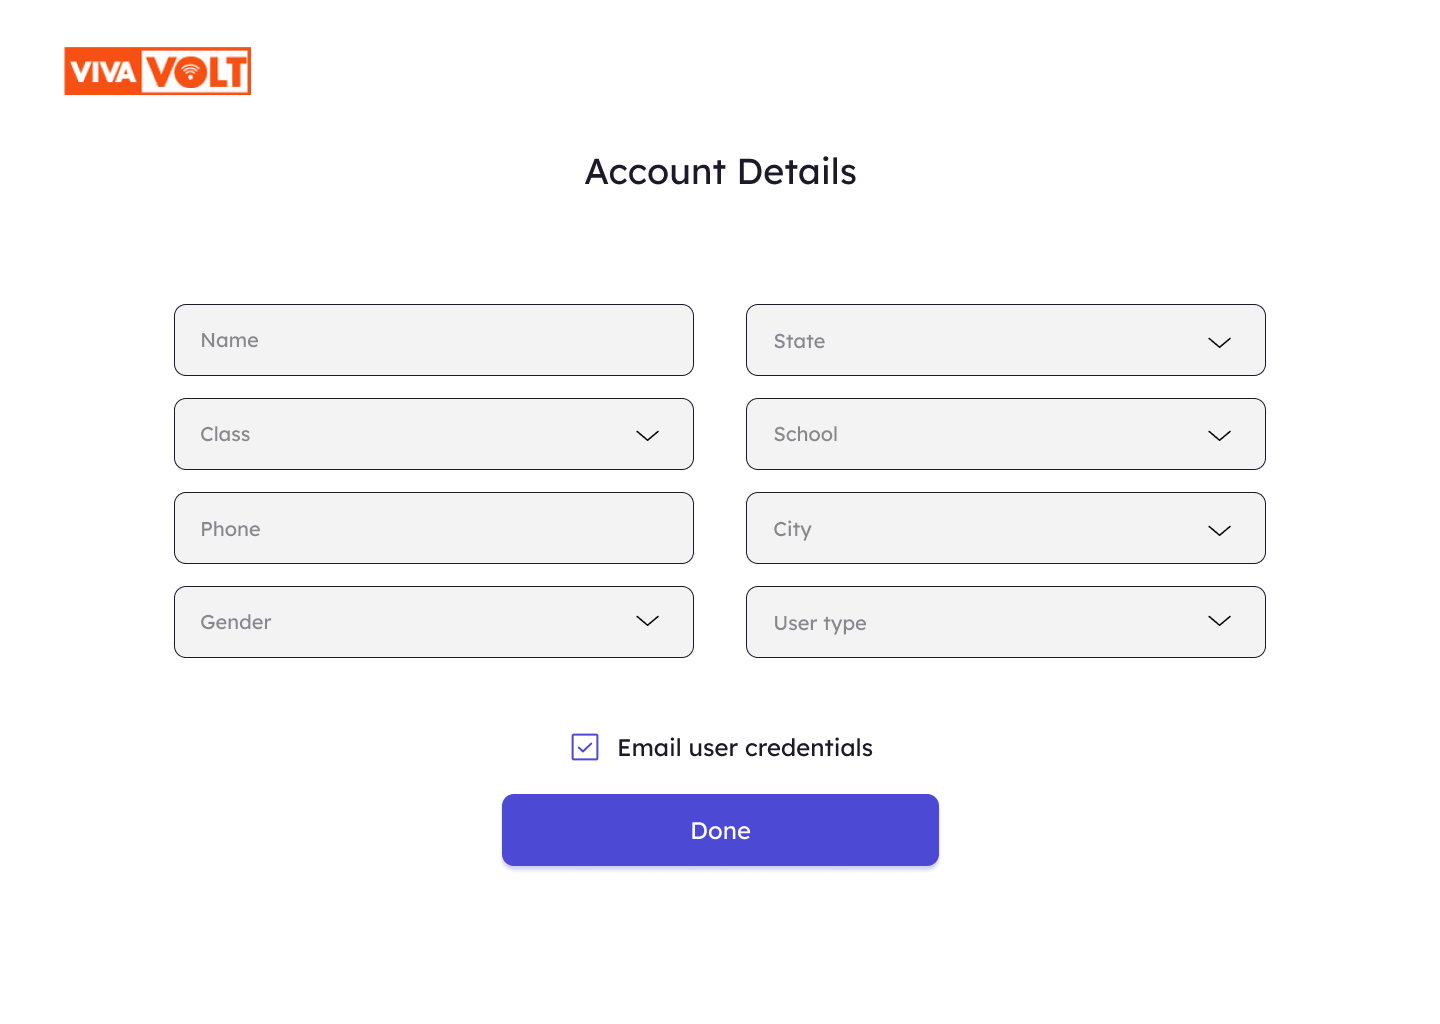 VIVA VOLT
Account Details
Name
State
Class
School
Phone
City
Gender
User type
Email user credentials
Done